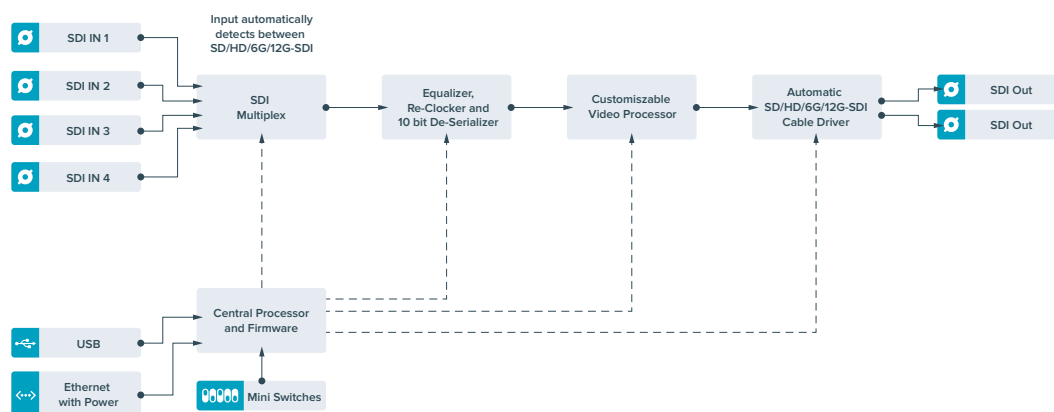 Input automatically
detects between
SD/HD/6G/12G-SDI
SDI IN 1
SDI IN 2
SDI IN 3
SDI IN 4
SDI
Multiplex
Equalizer,
Re-Clocker and
10 bit De-Serializer
Customiszable
Video Processor
Automatic
SD/HD/6G/12G-SDI
Cable Driver
SDI Out
SDI Out
Central Processor
and Firmware
USB
Ethernet
with Power
Mini Switches